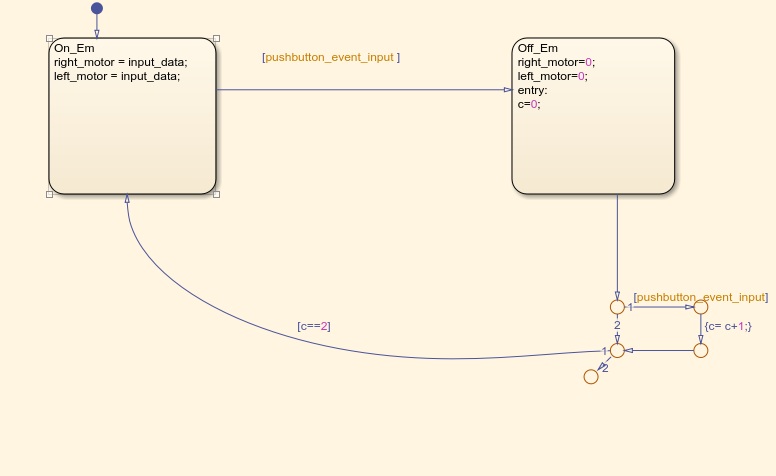 On_Em
right_motor = input_data;
left_motor = input_data;
[pushbutton_event_input ]
Off_Em
right_motor=0;
left_motor=0;
entry:
c=0;
[pushbutton_event_input]
1
2
{c= c+1;}
[c==2]
1
2